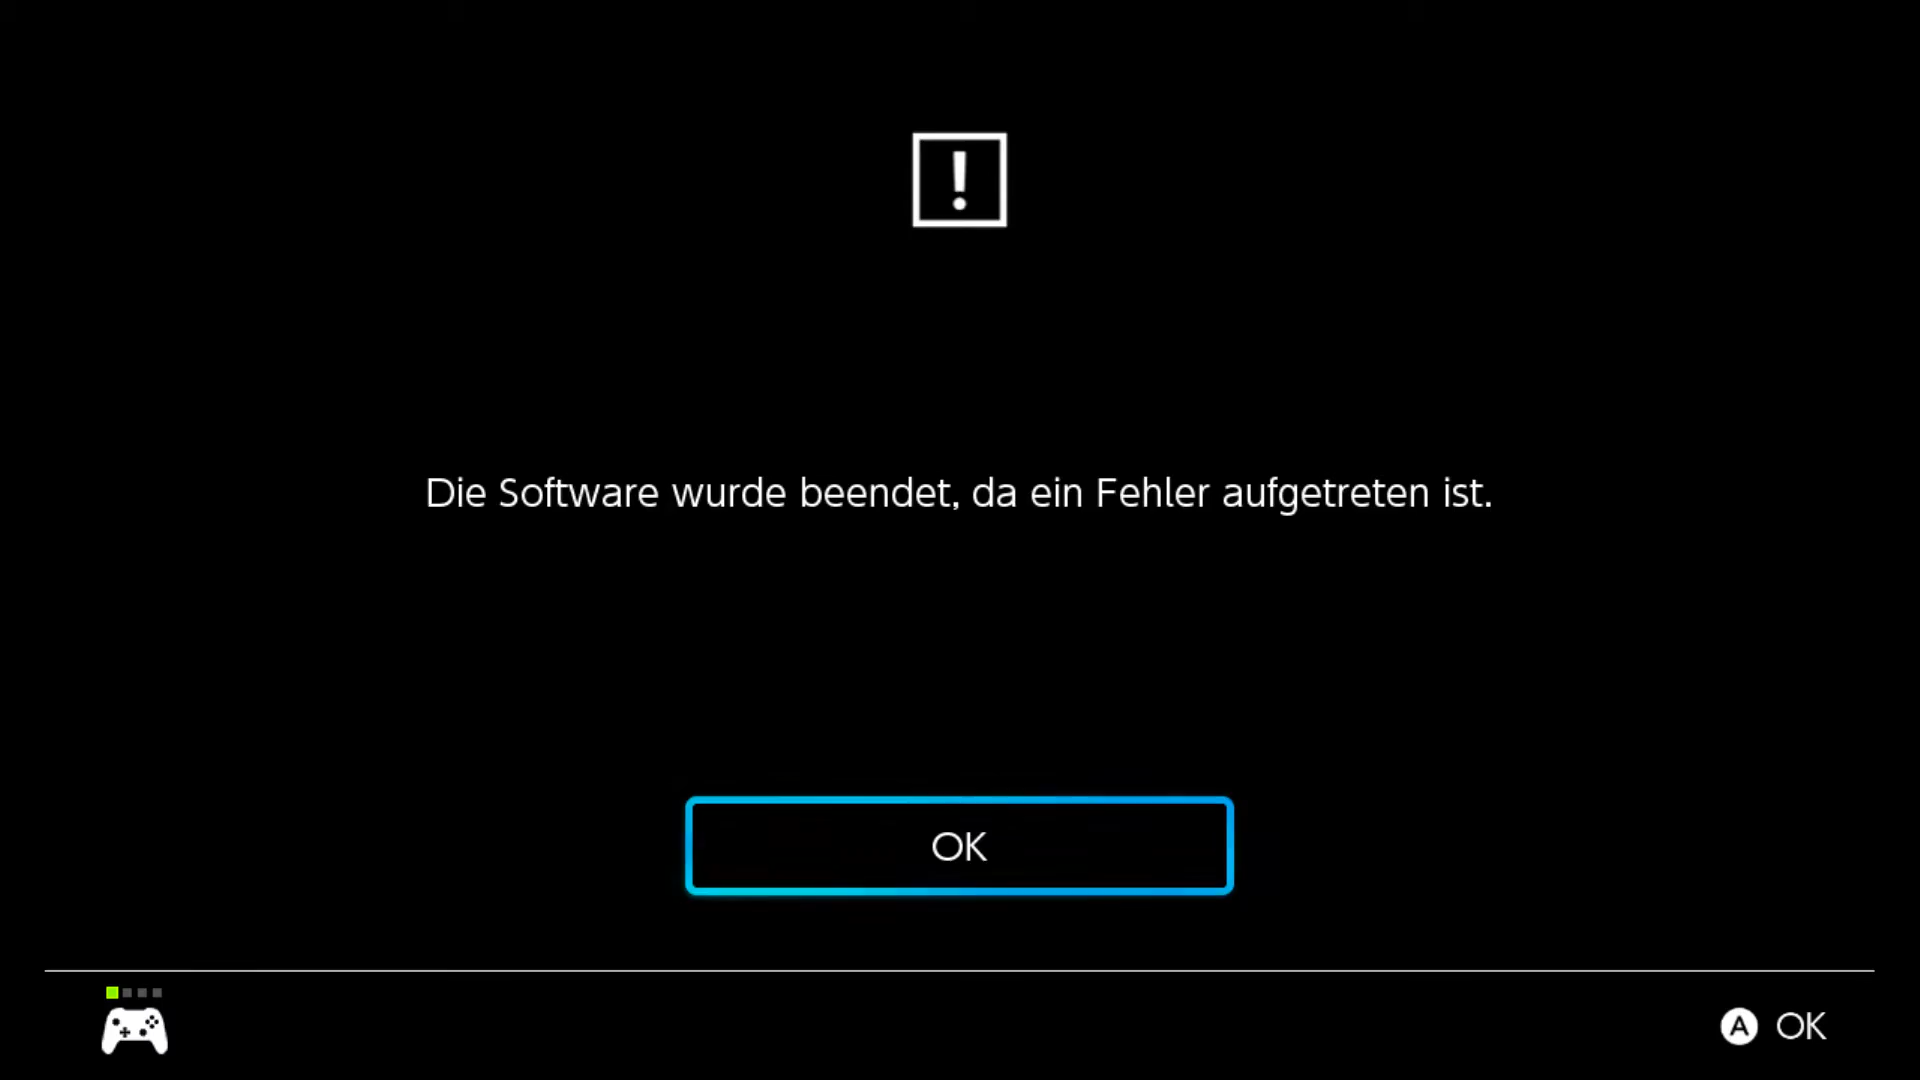 !
Die Software wurde beendet, da ein Fehler aufgetreten ist.
OK
A OK